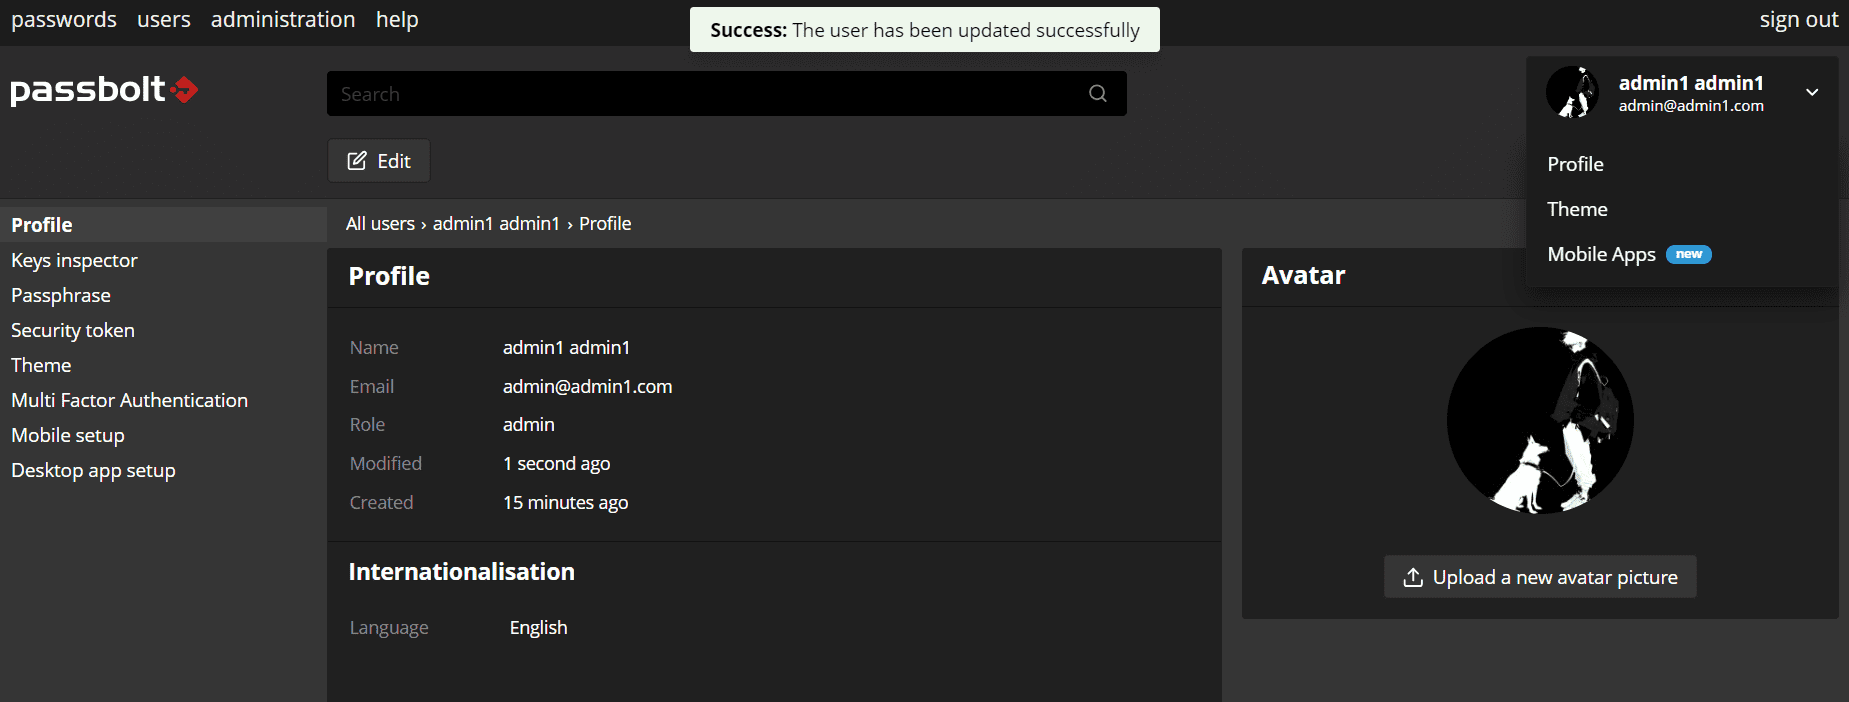 passwords users administration help
Success: The user has been updated successfully
sign out
passbolt
Search
admin1 admin1
admin@admin1.com
Edit
Profile
Theme
Mobile Apps new
Profile
Keys inspector
Passphrase
Security token
Theme
Multi Factor Authentication
Mobile setup
Desktop app setup
All users › admin1 admin1 › Profile
Profile
Name admin1 admin1
Email admin@admin1.com
Role admin
Modified 1 second ago
Created 15 minutes ago
Internationalisation
Language English
Avatar
Upload a new avatar picture